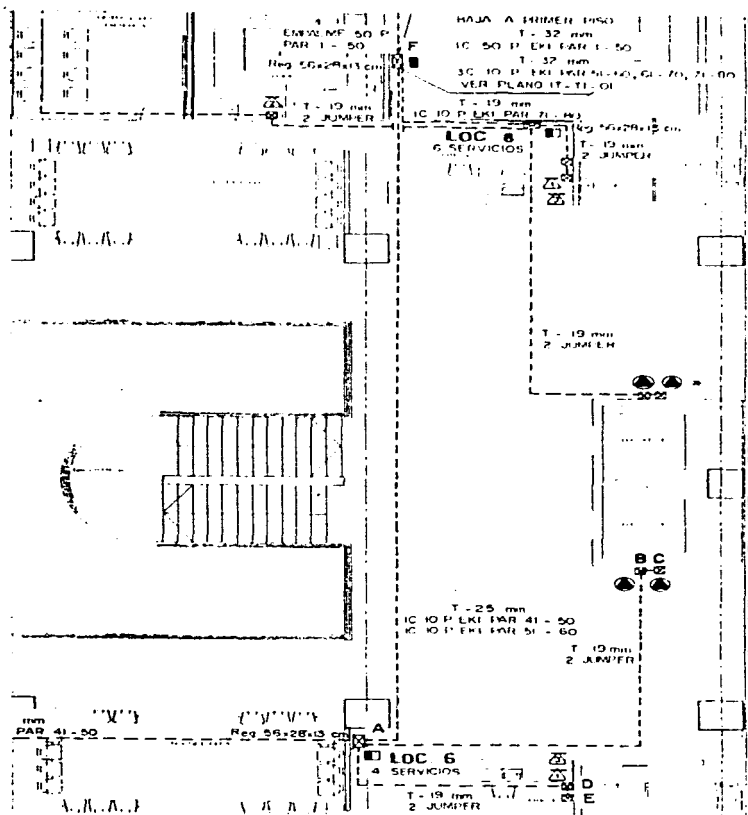 EMPALME 50 P
PAR 1 - 50
Reg 56x28x13 cm
F
BAJA A PRIMER PISO
T - 32 mm
1C 50 P EKI PAR 1 - 50
T - 32 mm
3C 10 P EKI PAR 51-60, 61-70, 71-80
VER PLANO IT-TI-01
T - 19 mm
2 JUMPER
T - 19 mm
1C 10 P EKI PAR 71 - 80
LOC 8
6 SERVICIOS
Reg 56x28x13 cm
T - 19 mm
2 JUMPER
T - 19 mm
2 JUMPER
B C
T - 25 mm
1C 10 P EKI PAR 41 - 50
1C 10 P EKI PAR 51 - 60
T 19 mm
2 JUMPER
mm
PAR 41 - 50
Reg 56x28x13 cm
A
LOC 6
4 SERVICIOS
T - 19 mm
2 JUMPER
D
E